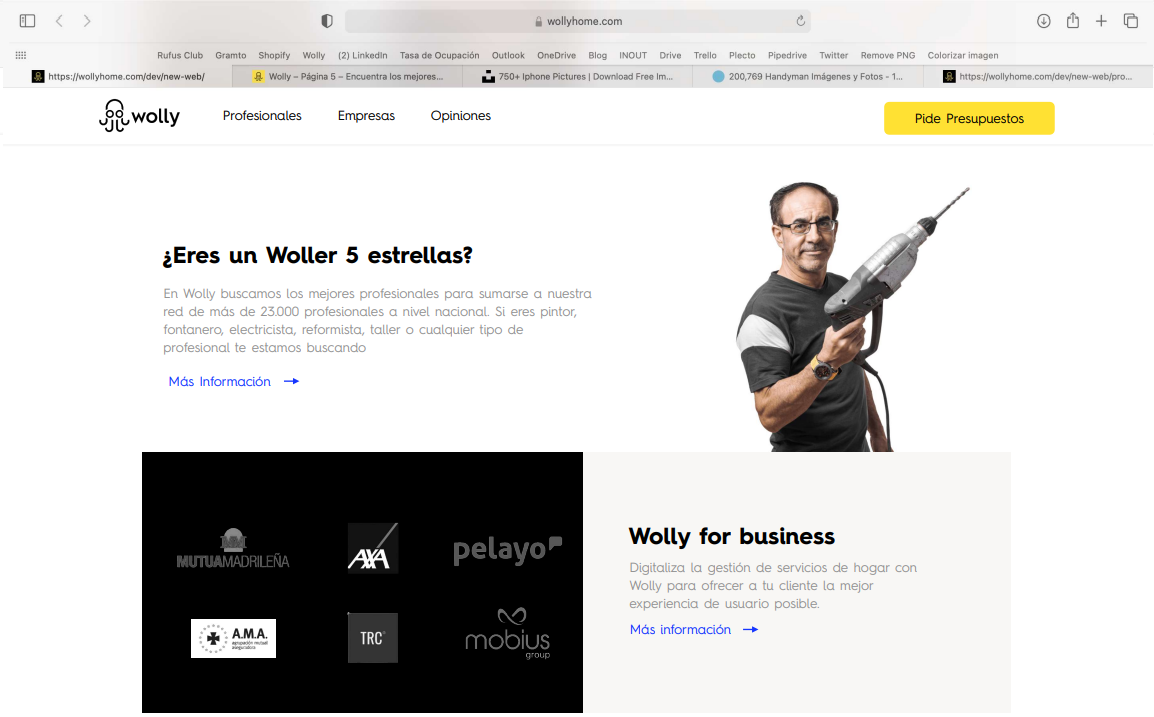 wollyhome.com
Rufus Club Gramto Shopify Wolly (2) LinkedIn Tasa de Ocupación Outlook OneDrive Blog INOUT Drive Trello Plecto Pipedrive Twitter Remove PNG Colorizar imagen
https://wollyhome.com/dev/new-web/ Wolly – Página 5 – Encuentra los mejores... 750+ Iphone Pictures | Download Free Im... 200,769 Handyman Imágenes y Fotos - 1... https://wollyhome.com/dev/new-web/pro...
wolly Profesionales Empresas Opiniones Pide Presupuestos
¿Eres un Woller 5 estrellas?
En Wolly buscamos los mejores profesionales para sumarse a nuestra
red de más de 23.000 profesionales a nivel nacional. Si eres pintor,
fontanero, electricista, reformista, taller o cualquier tipo de
profesional te estamos buscando
Más Información
MUTUAMADRILEÑA
AXA
pelayo
A.M.A.
agrupación mutual
aseguradora
TRC
mobius
group
Wolly for business
Digitaliza la gestión de servicios de hogar con
Wolly para ofrecer a tu cliente la mejor
experiencia de usuario posible.
Más información